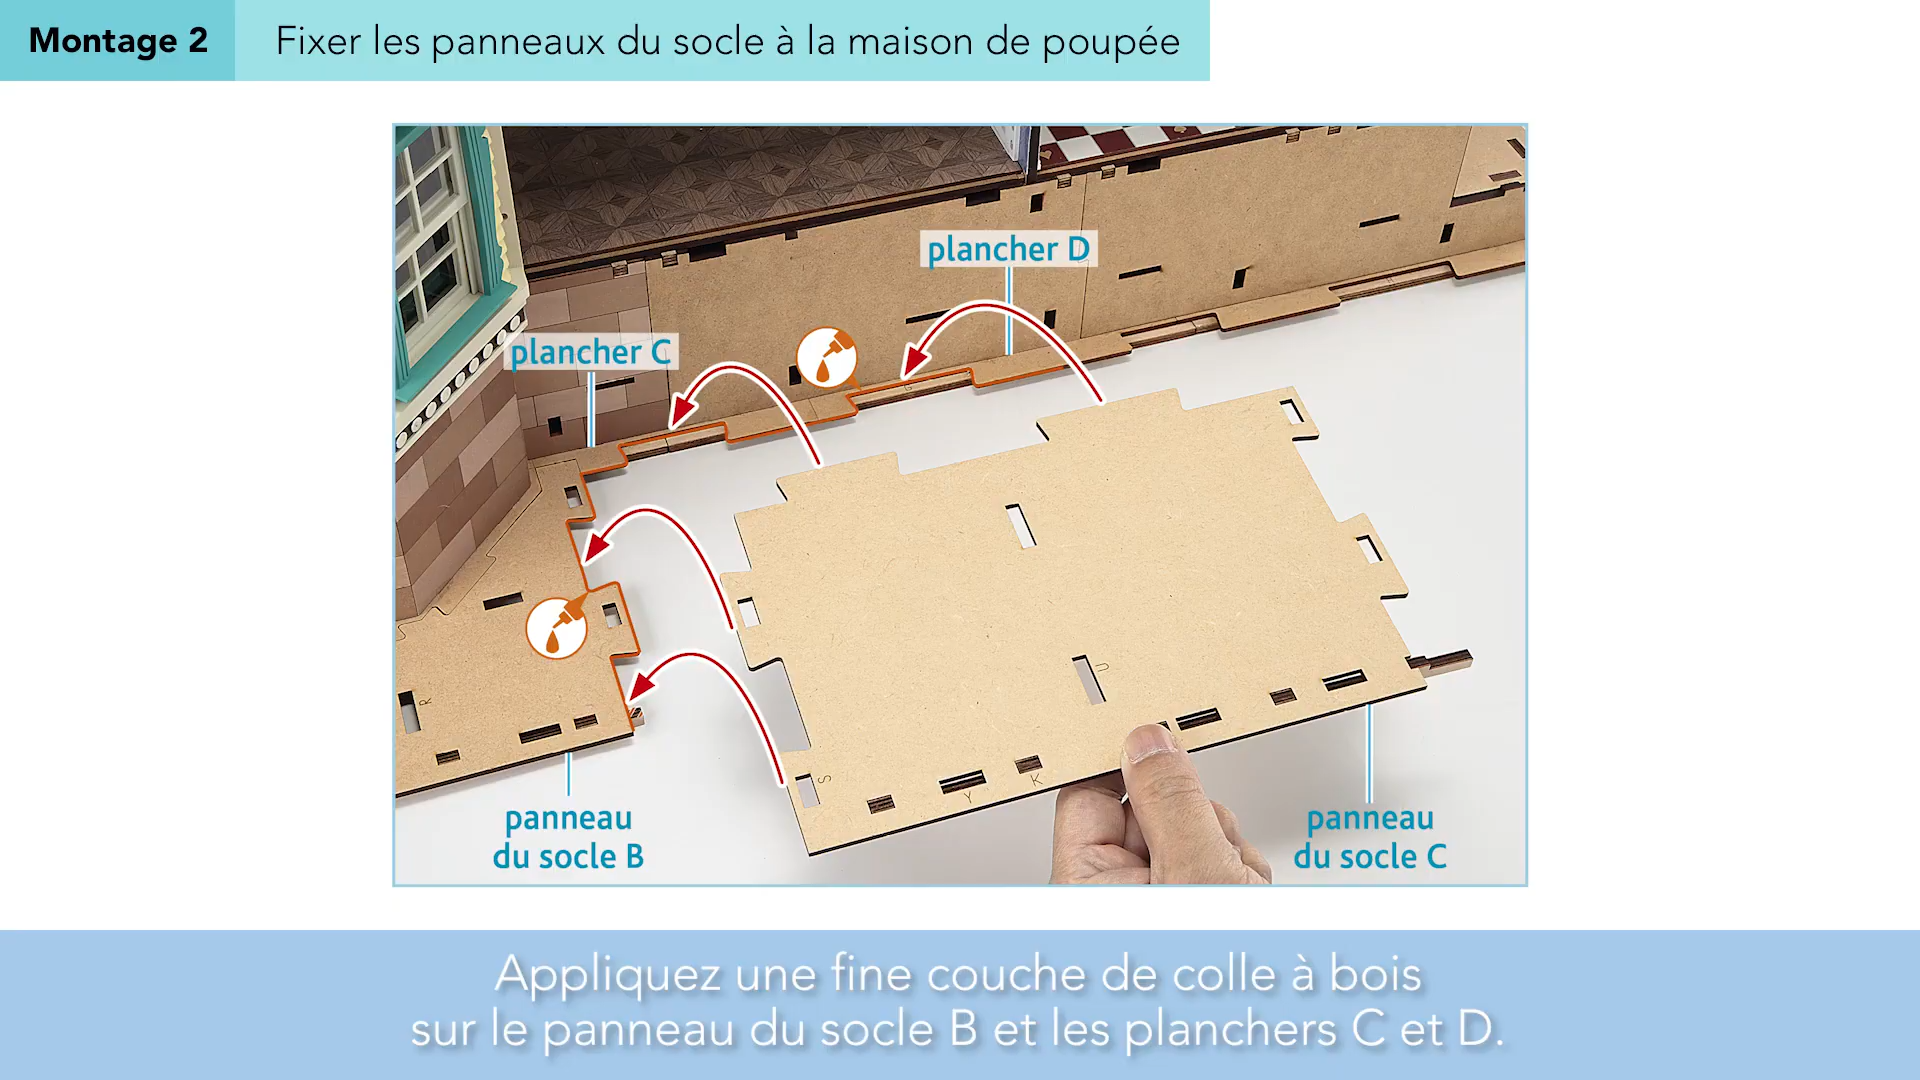 Montage 2
Fixer les panneaux du socle à la maison de poupée
plancher D
plancher C
G
R
U
S
Y
K
panneau
du socle B
panneau
du socle C
Appliquez une fine couche de colle à bois
sur le panneau du socle B et les planchers C et D.